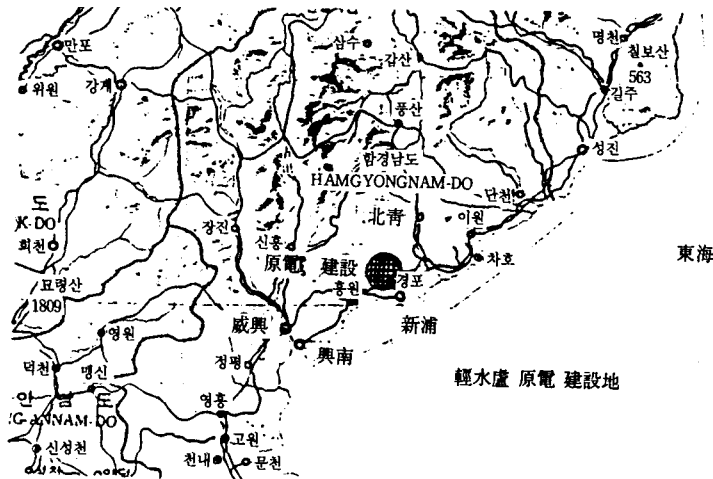 명천
만포
삼수
갑산
칠보산
563
위원
강계
길주
풍산
성진
함경남도
HAMGYONGNAM-DO
단천
도
K-DO
北靑
이원
장진
희천
신흥
차호
東海
原電 建設
묘령산
1809
홍원
경포
新浦
영원
咸興
興南
덕천
맹신
정평
輕水盧 原電 建設地
안남도
G-ANNAM-DO
영흥
고원
신성천
천내
문천